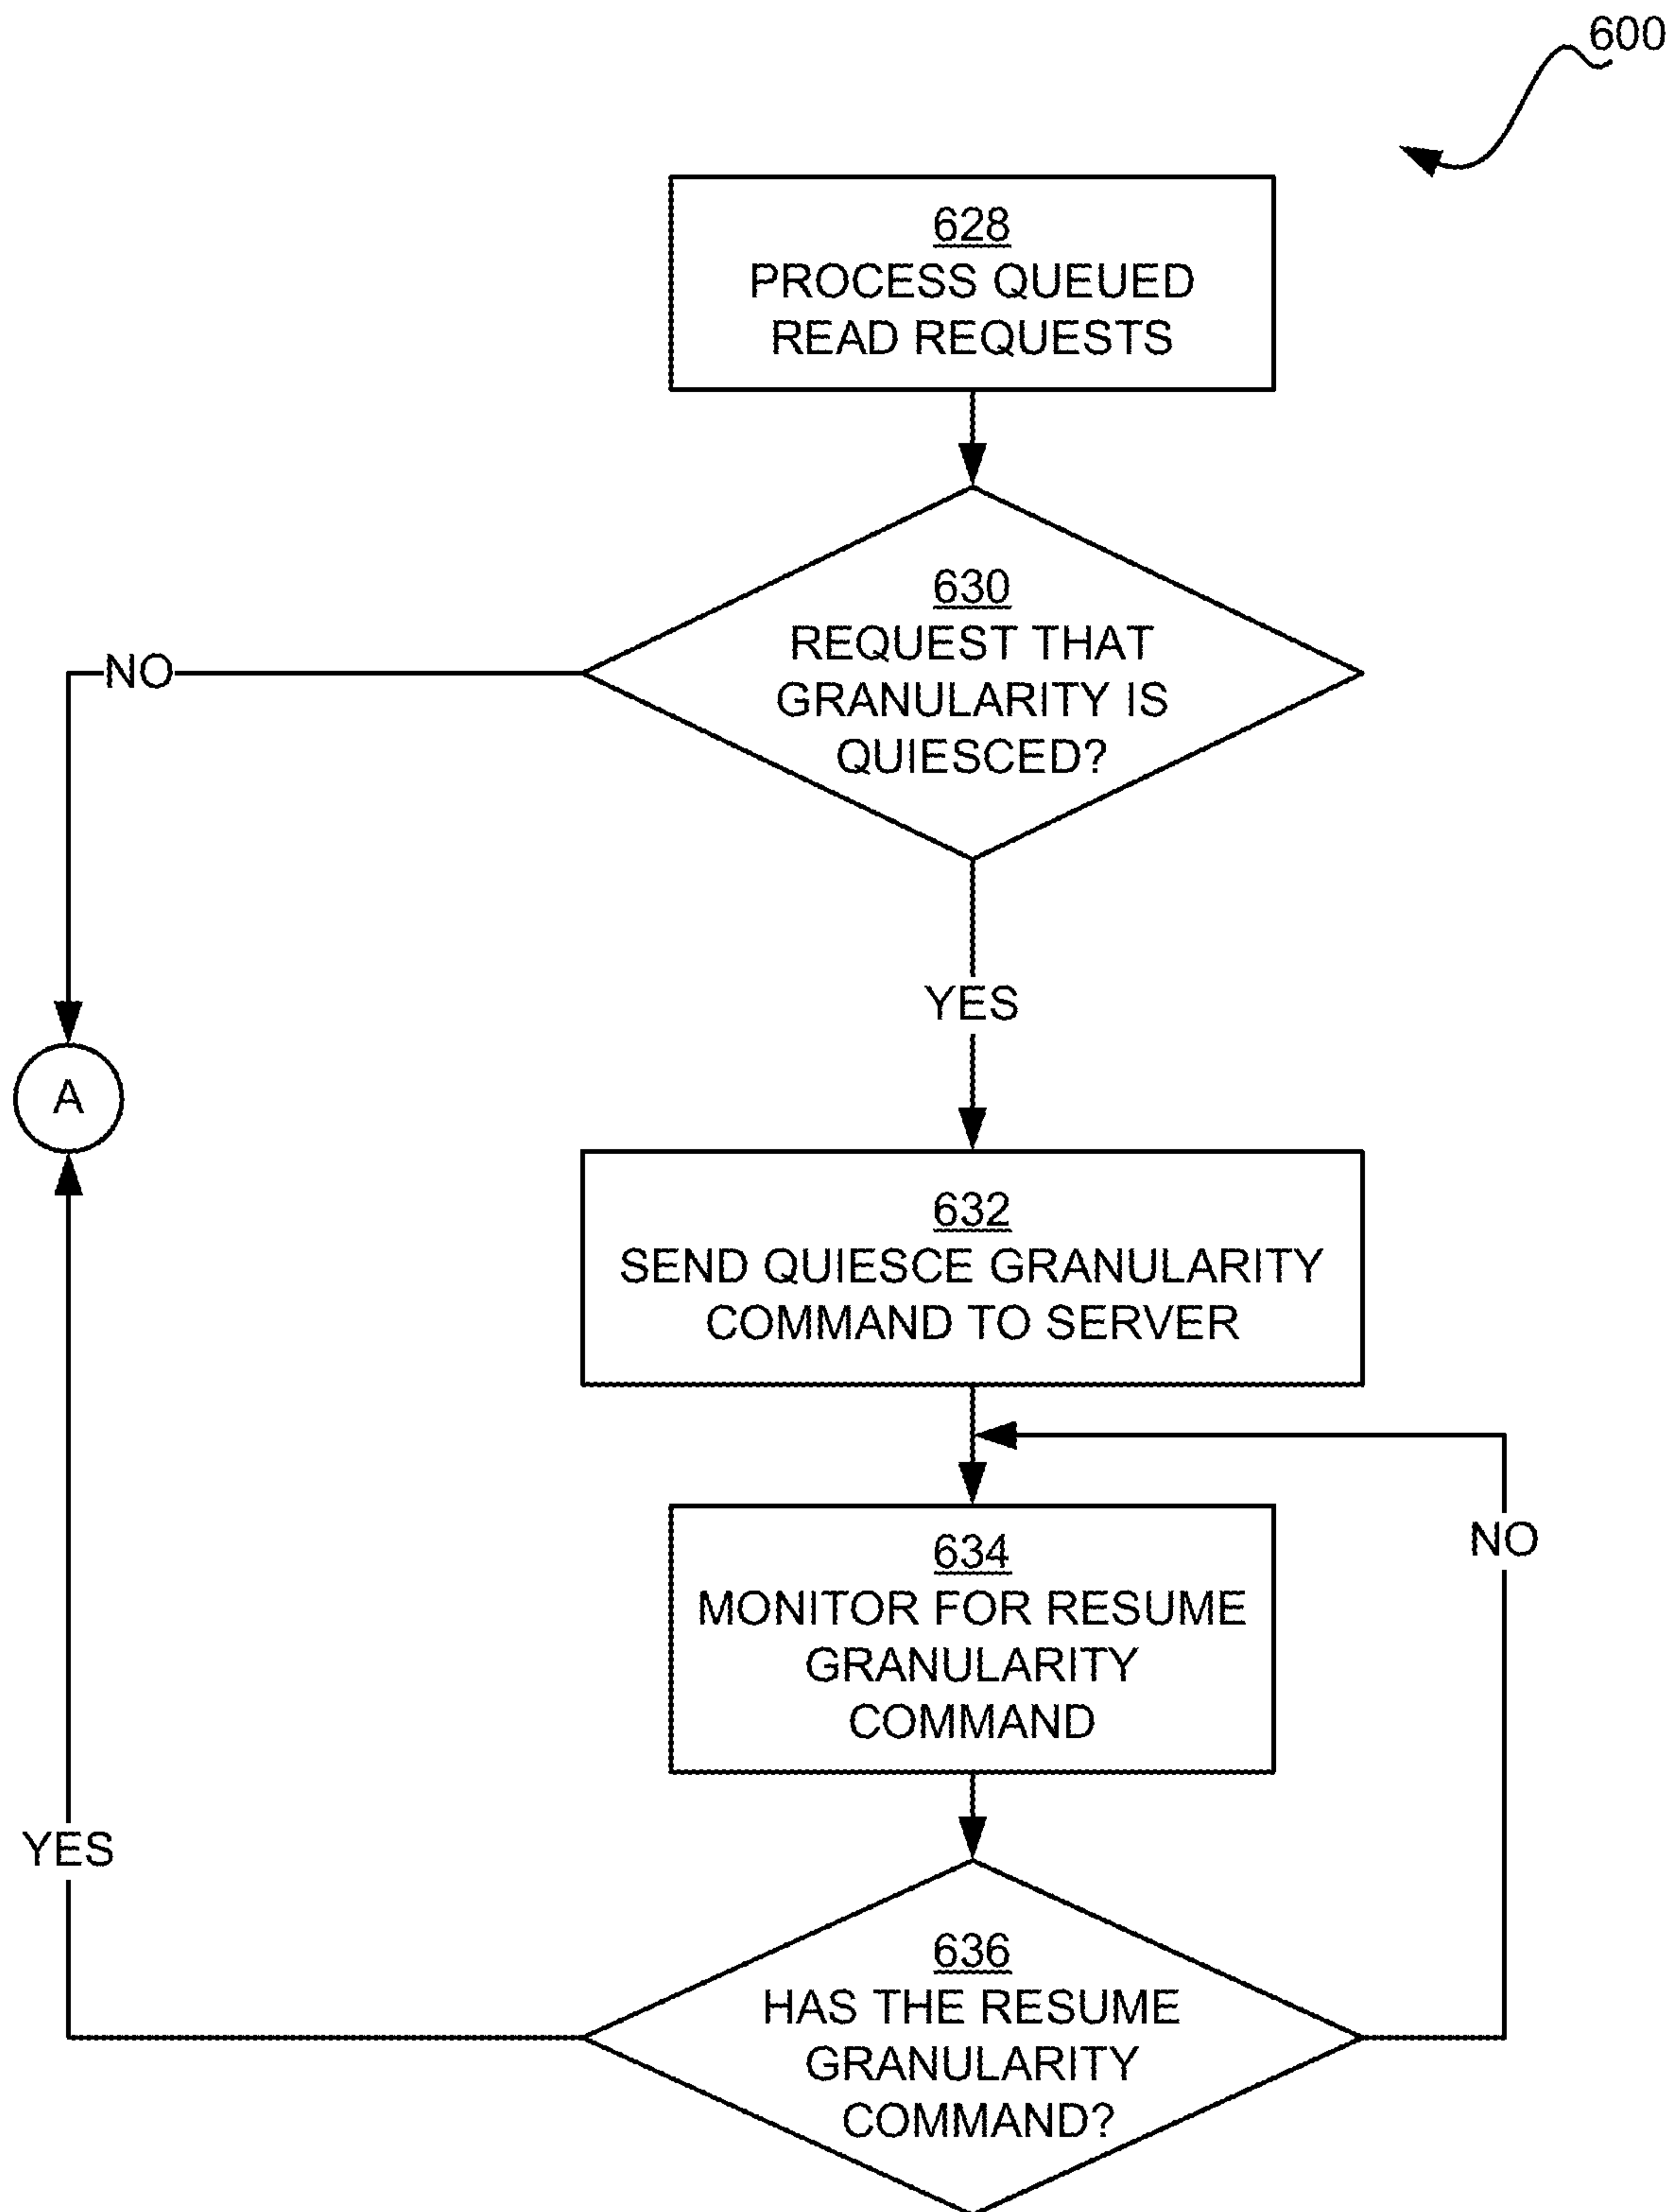 600
628
PROCESS QUEUED
READ REQUESTS
630
REQUEST THAT
GRANULARITY IS
QUIESCED?
NO
YES
A
632
SEND QUIESCE GRANULARITY
COMMAND TO SERVER
634
MONITOR FOR RESUME
GRANULARITY
COMMAND
NO
YES
636
HAS THE RESUME
GRANULARITY
COMMAND?